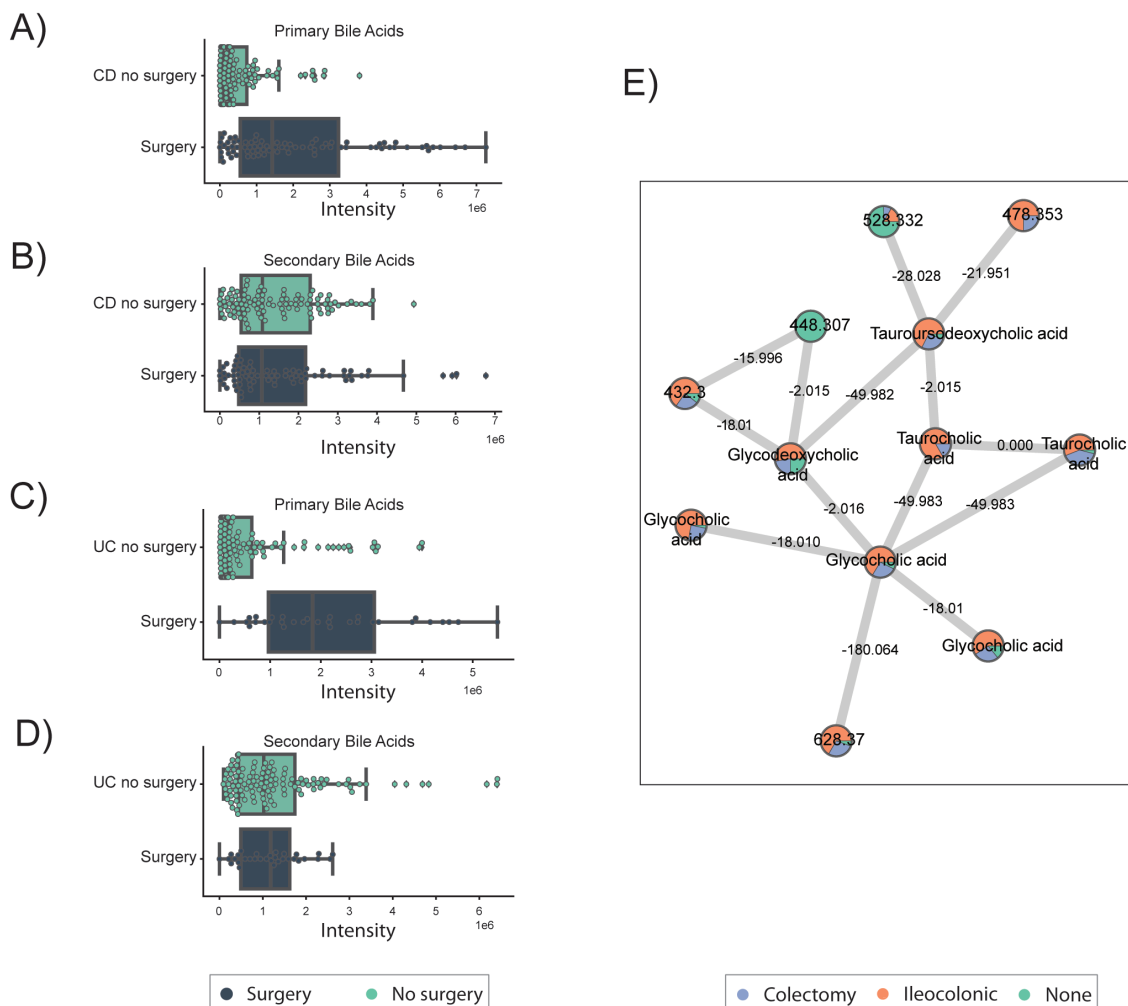 A)
Primary Bile Acids
CD no surgery
Surgery
0 1 2 3 4 5 6 7
1e6
Intensity
B)
Secondary Bile Acids
CD no surgery
Surgery
0 1 2 3 4 5 6 7
1e6
Intensity
C)
Primary Bile Acids
UC no surgery
Surgery
0 1 2 3 4 5
1e6
Intensity
D)
Secondary Bile Acids
UC no surgery
Surgery
0 1 2 3 4 5 6
1e6
Intensity
Surgery No surgery
E)
528.332
478.353
-28.028
-21.951
448.307
Tauroursodeoxycholic acid
-15.996
-2.015
-49.982
-2.015
432.3
-18.01
Glycodeoxycholic
acid
Taurocholic
acid
0.000
Taurocholic
acid
-2.016
-49.983
-49.983
Glycocholic
acid
-18.010
Glycocholic acid
-18.01
-180.064
Glycocholic acid
628.37
Colectomy Ileocolonic None